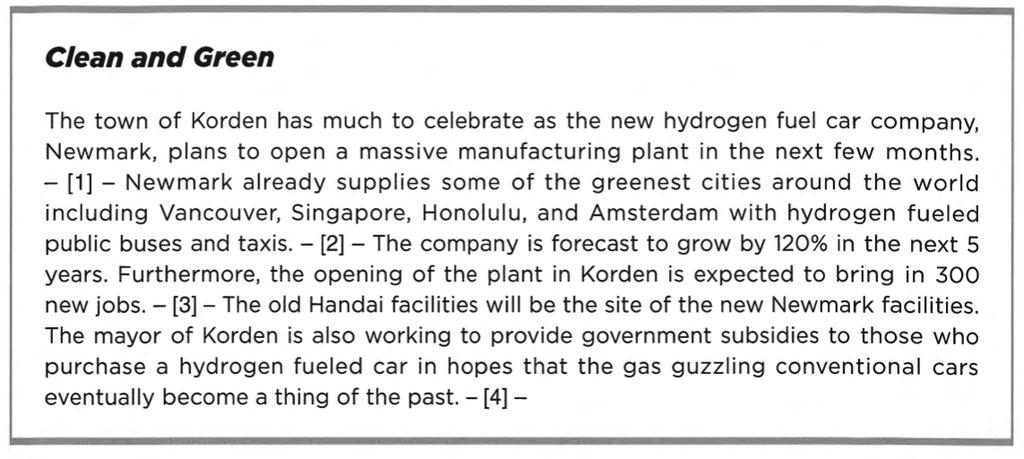 Clean and Green
The town of Korden has much to celebrate as the new hydrogen fuel car company,
Newmark, plans to open a massive manufacturing plant in the next few months.
– [1] – Newmark already supplies some of the greenest cities around the world
including Vancouver, Singapore, Honolulu, and Amsterdam with hydrogen fueled
public buses and taxis. – [2] – The company is forecast to grow by 120% in the next 5
years. Furthermore, the opening of the plant in Korden is expected to bring in 300
new jobs. – [3] – The old Handai facilities will be the site of the new Newmark facilities.
The mayor of Korden is also working to provide government subsidies to those who
purchase a hydrogen fueled car in hopes that the gas guzzling conventional cars
eventually become a thing of the past. – [4] –